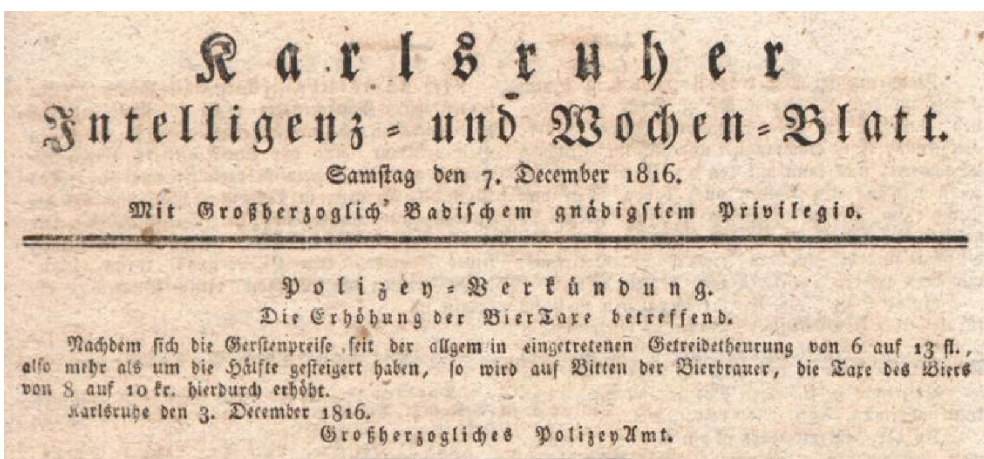 Karlsruher
Intelligenz- und Wochen-Blatt.
Samstag den 7. December 1816.
Mit Großherzoglich Badischem gnädigstem Privilegio.
Polizey-Verkündung.
Die Erhöhung der BierTaxe betreffend.
Nachdem sich die Gerstenpreise seit der allgem in eingetretenen Getreidetheurung von 6 auf 13 fl.,
also mehr als um die Hälfte gesteigert haben, so wird auf Bitten der Bierbrauer, die Taxe des Biers
von 8 auf 10 kr. hierdurch erhöht.
Karlsruhe den 3. December 1816.
Großherzogliches PolizeyAmt.